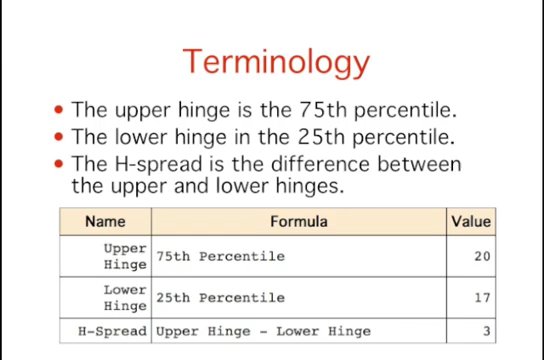 Terminology
• The upper hinge is the 75th percentile.
• The lower hinge in the 25th percentile.
• The H-spread is the difference between
the upper and lower hinges.
Name Formula Value
Upper
Hinge 75th Percentile 20
Lower
Hinge 25th Percentile 17
H-Spread Upper Hinge - Lower Hinge 3